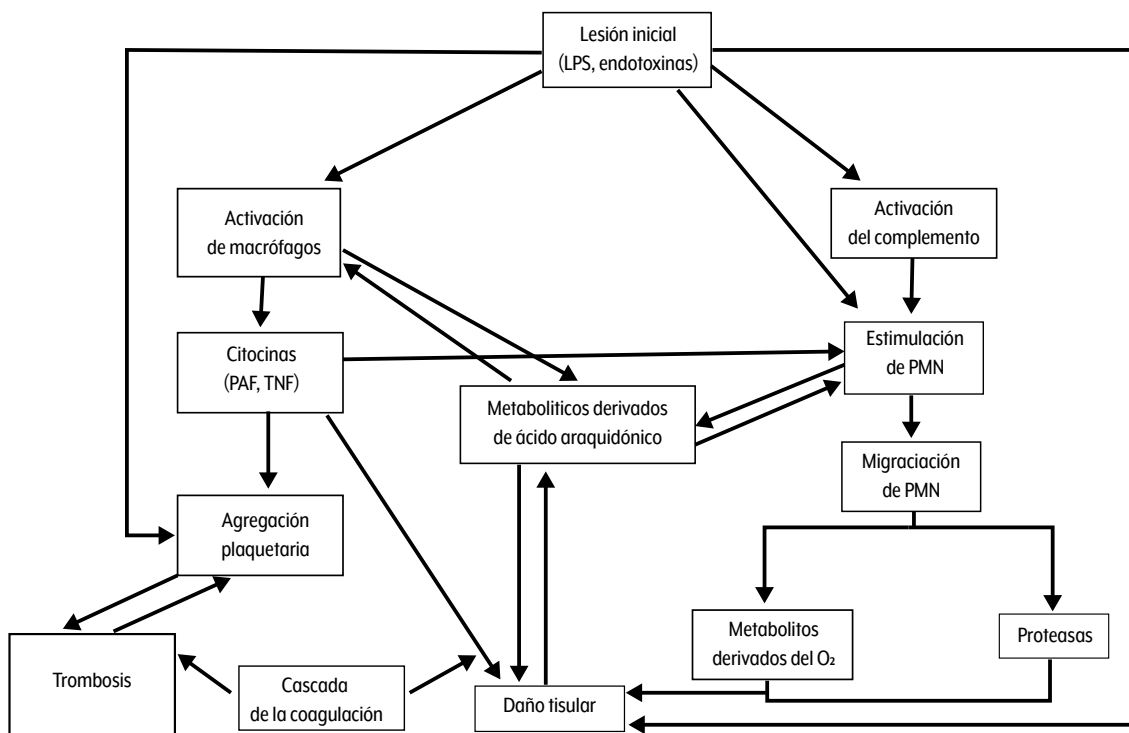 Lesión inicial
(LPS, endotoxinas)
Activación
de macrófagos
Activación
del complemento
Citocinas
(PAF, TNF)
Estimulación
de PMN
Metaboliticos derivados
de ácido araquidónico
Migraciación
de PMN
Agregación
plaquetaria
Metabolitos
derivados del O₂
Proteasas
Trombosis
Cascada
de la coagulación
Daño tisular